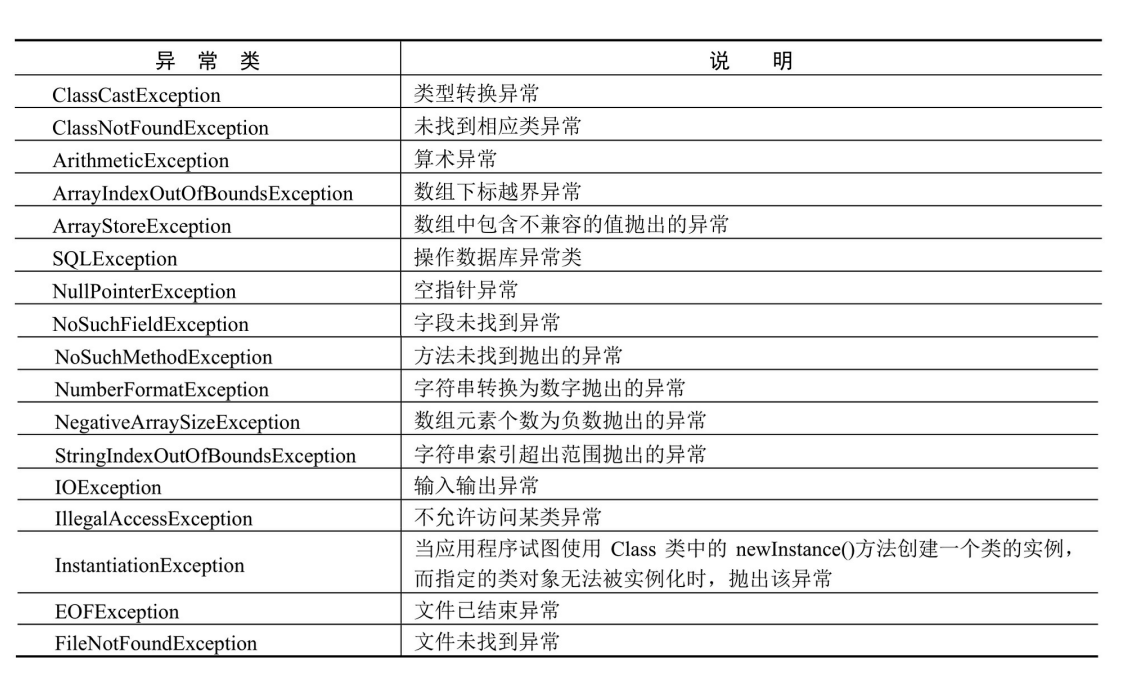 异 常 类 说 明
ClassCastException 类型转换异常
ClassNotFoundException 未找到相应类异常
ArithmeticException 算术异常
ArrayIndexOutOfBoundsException 数组下标越界异常
ArrayStoreException 数组中包含不兼容的值抛出的异常
SQLException 操作数据库异常类
NullPointerException 空指针异常
NoSuchFieldException 字段未找到异常
NoSuchMethodException 方法未找到抛出的异常
NumberFormatException 字符串转换为数字抛出的异常
NegativeArraySizeException 数组元素个数为负数抛出的异常
StringIndexOutOfBoundsException 字符串索引超出范围抛出的异常
IOException 输入输出异常
IllegalAccessException 不允许访问某类异常
InstantiationException 当应用程序试图使用 Class 类中的 newInstance()方法创建一个类的实例，
而指定的类对象无法被实例化时，抛出该异常
EOFException 文件已结束异常
FileNotFoundException 文件未找到异常